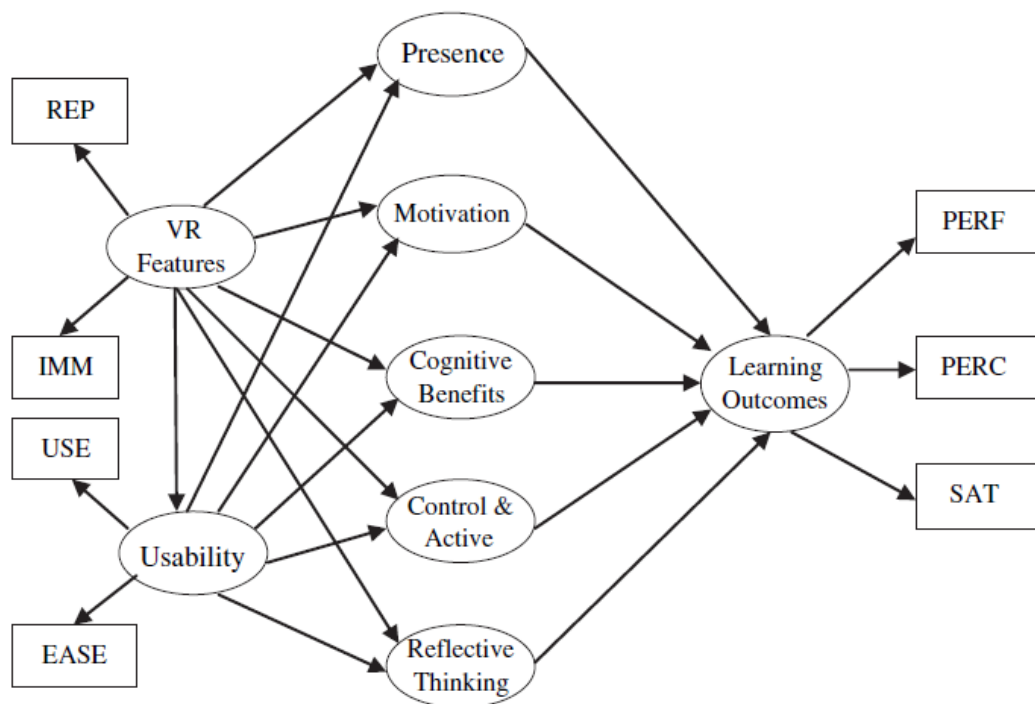 Presence
REP
Motivation
VR
Features
PERF
IMM
Cognitive
Benefits
Learning
Outcomes
PERC
USE
Control &
Active
SAT
Usability
EASE
Reflective
Thinking